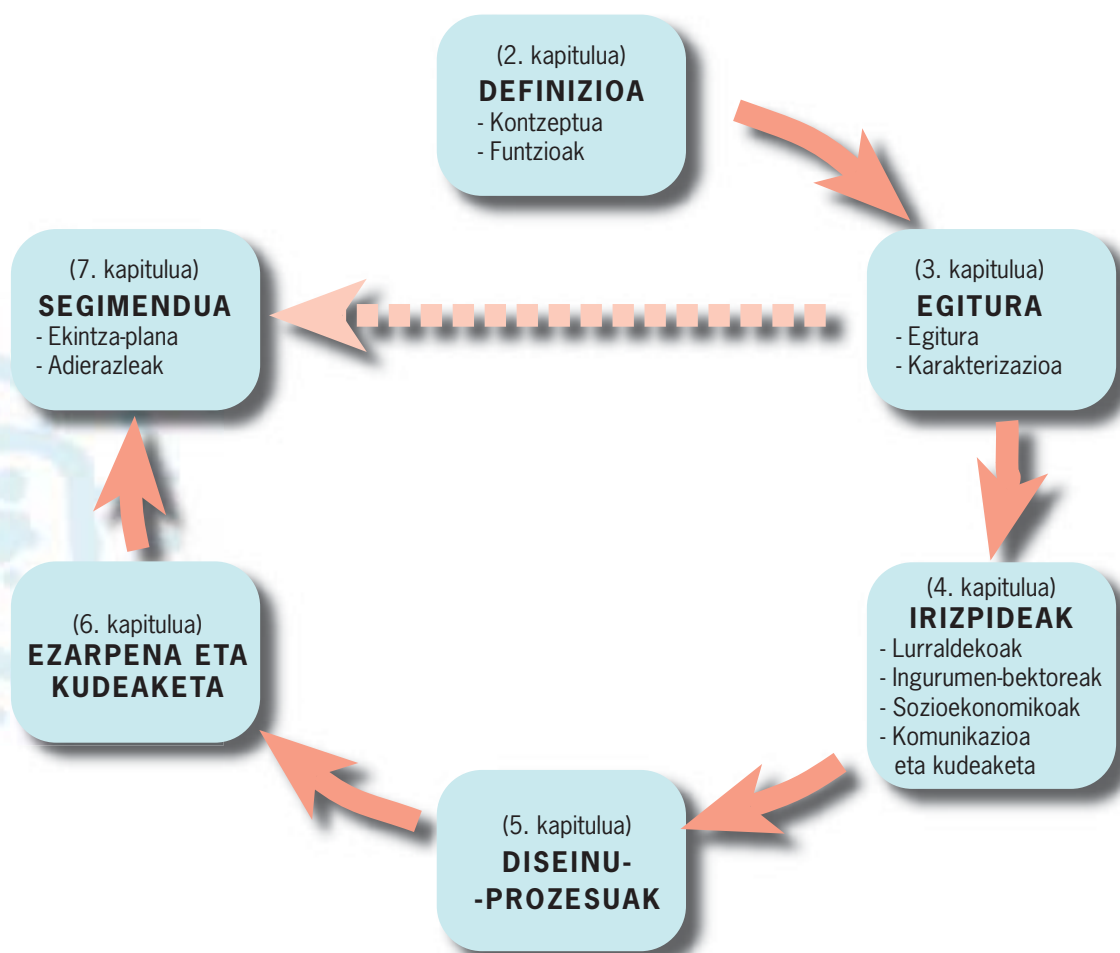 (2. kapitulua)
DEFINIZIOA
- Kontzeptua
- Funtzioak
(3. kapitulua)
EGITURA
- Egitura
- Karakterizazioa
(4. kapitulua)
IRIZPIDEAK
- Lurraldekoak
- Ingurumen-bektoreak
- Sozioekonomikoak
- Komunikazioa
eta kudeaketa
(5. kapitulua)
DISEINU-
-PROZESUAK
(6. kapitulua)
EZARPENA ETA
KUDEAKETA
(7. kapitulua)
SEGIMENDUA
- Ekintza-plana
- Adierazleak